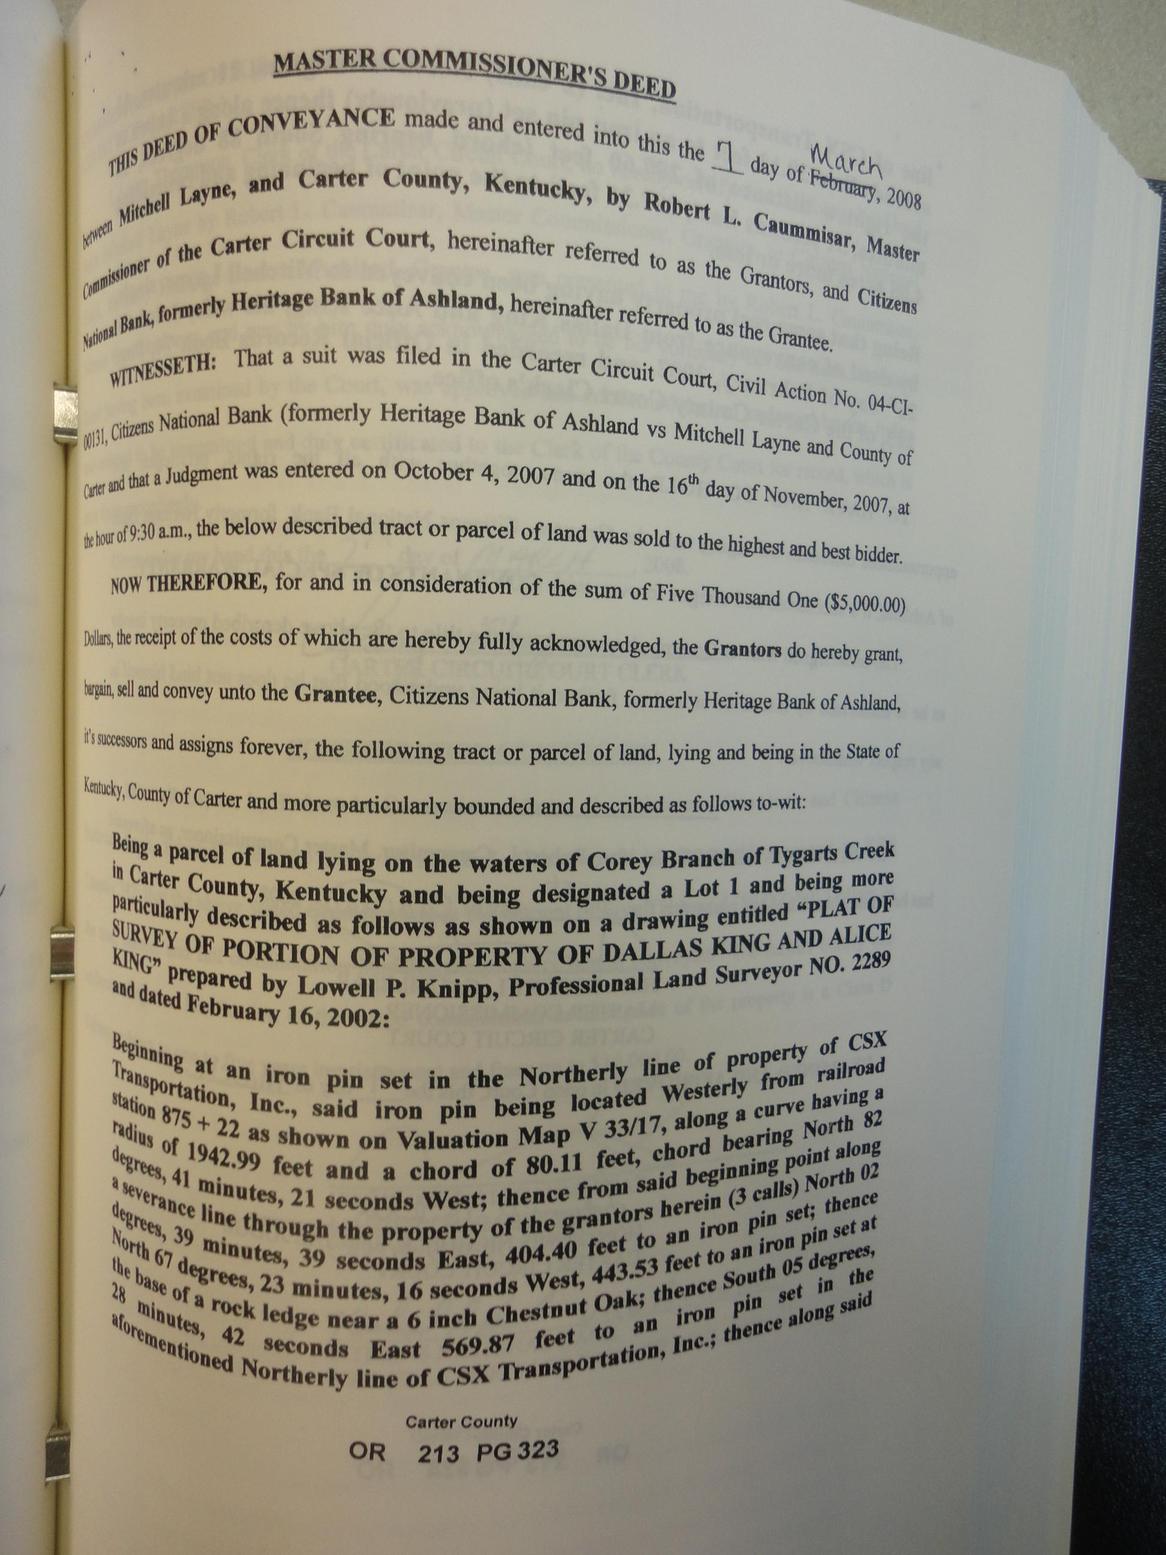 MASTER COMMISSIONER'S DEED
THIS DEED OF CONVEYANCE made and entered into this the 7 day of February, March 2008
between Mitchell Layne, and Carter County, Kentucky, by Robert L. Caummisar, Master
Commissioner of the Carter Circuit Court, hereinafter referred to as the Grantors, and Citizens
National Bank, formerly Heritage Bank of Ashland, hereinafter referred to as the Grantee.
WITNESSETH: That a suit was filed in the Carter Circuit Court, Civil Action No. 04-CI-
00131, Citizens National Bank (formerly Heritage Bank of Ashland vs Mitchell Layne and County of
Carter and that a Judgment was entered on October 4, 2007 and on the 16th day of November, 2007, at
the hour of 9:30 a.m., the below described tract or parcel of land was sold to the highest and best bidder.
NOW THEREFORE, for and in consideration of the sum of Five Thousand One ($5,000.00)
Dollars, the receipt of the costs of which are hereby fully acknowledged, the Grantors do hereby grant,
bargain, sell and convey unto the Grantee, Citizens National Bank, formerly Heritage Bank of Ashland,
it's successors and assigns forever, the following tract or parcel of land, lying and being in the State of
Kentucky, County of Carter and more particularly bounded and described as follows to-wit:
Being a parcel of land lying on the waters of Corey Branch of Tygarts Creek
in Carter County, Kentucky and being designated a Lot 1 and being more
particularly described as follows as shown on a drawing entitled “PLAT OF
SURVEY OF PORTION OF PROPERTY OF DALLAS KING AND ALICE
KING” prepared by Lowell P. Knipp, Professional Land Surveyor NO. 2289
and dated February 16, 2002:
Beginning at an iron pin set in the Northerly line of property of CSX
Transportation, Inc., said iron pin being located Westerly from railroad
station 875 + 22 as shown on Valuation Map V 33/17, along a curve having a
radius of 1942.99 feet and a chord of 80.11 feet, chord bearing North 82
degrees, 41 minutes, 21 seconds West; thence from said beginning point along
a severance line through the property of the grantors herein (3 calls) North 02
degrees, 39 minutes, 39 seconds East, 404.40 feet to an iron pin set; thence
North 67 degrees, 23 minutes, 16 seconds West, 443.53 feet to an iron pin set at
the base of a rock ledge near a 6 inch Chestnut Oak; thence South 05 degrees,
28 minutes, 42 seconds East 569.87 feet to an iron pin set in the
aforementioned Northerly line of CSX Transportation, Inc.; thence along said
Carter County
OR 213 PG 323